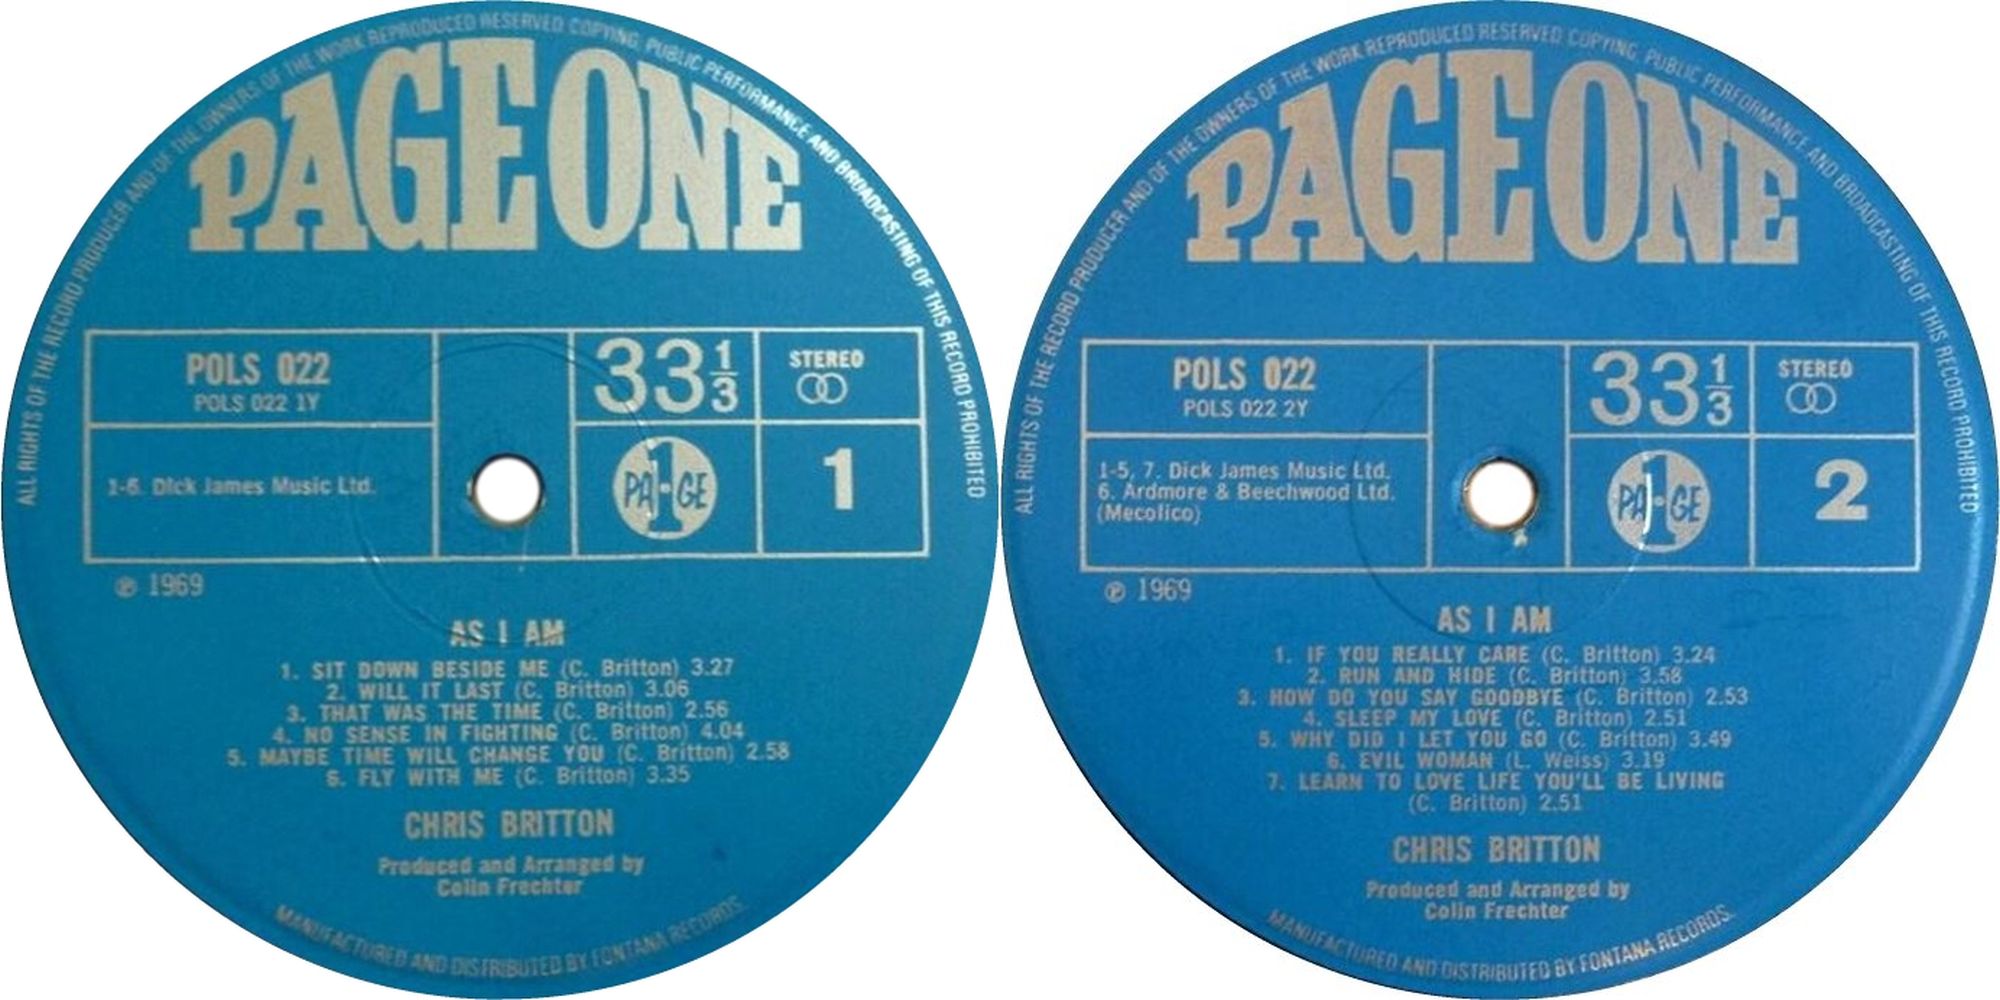 ALL RIGHTS OF THE RECORD PRODUCER AND OF THE OWNERS OF THE WORK REPRODUCED RESERVED. COPYING, PUBLIC PERFORMANCE AND BROADCASTING OF THIS RECORD PROHIBITED
PAGE ONE
POLS 022
POLS 022 1Y
33 1/3
STEREO
1-6. Dick James Music Ltd.
PA1GE
1
℗ 1969
AS I AM
1. SIT DOWN BESIDE ME (C. Britton) 3.27
2. WILL IT LAST (C. Britton) 3.06
3. THAT WAS THE TIME (C. Britton) 2.56
4. NO SENSE IN FIGHTING (C. Britton) 4.04
5. MAYBE TIME WILL CHANGE YOU (C. Britton) 2.58
6. FLY WITH ME (C. Britton) 3.35
CHRIS BRITTON
Produced and Arranged by
Colin Frechter
MANUFACTURED AND DISTRIBUTED BY FONTANA RECORDS.
ALL RIGHTS OF THE RECORD PRODUCER AND OF THE OWNERS OF THE WORK REPRODUCED RESERVED. COPYING, PUBLIC PERFORMANCE AND BROADCASTING OF THIS RECORD PROHIBITED
PAGE ONE
POLS 022
POLS 022 2Y
33 1/3
STEREO
1-5, 7. Dick James Music Ltd.
6. Ardmore & Beechwood Ltd.
(Mecolico)
PA1GE
2
℗ 1969
AS I AM
1. IF YOU REALLY CARE (C. Britton) 3.24
2. RUN AND HIDE (C. Britton) 3.58
3. HOW DO YOU SAY GOODBYE (C. Britton) 2.53
4. SLEEP MY LOVE (C. Britton) 2.51
5. WHY DID I LET YOU GO (C. Britton) 3.49
6. EVIL WOMAN (L. Weiss) 3.19
7. LEARN TO LOVE LIFE YOU'LL BE LIVING
(C. Britton) 2.51
CHRIS BRITTON
Produced and Arranged by
Colin Frechter
MANUFACTURED AND DISTRIBUTED BY FONTANA RECORDS.